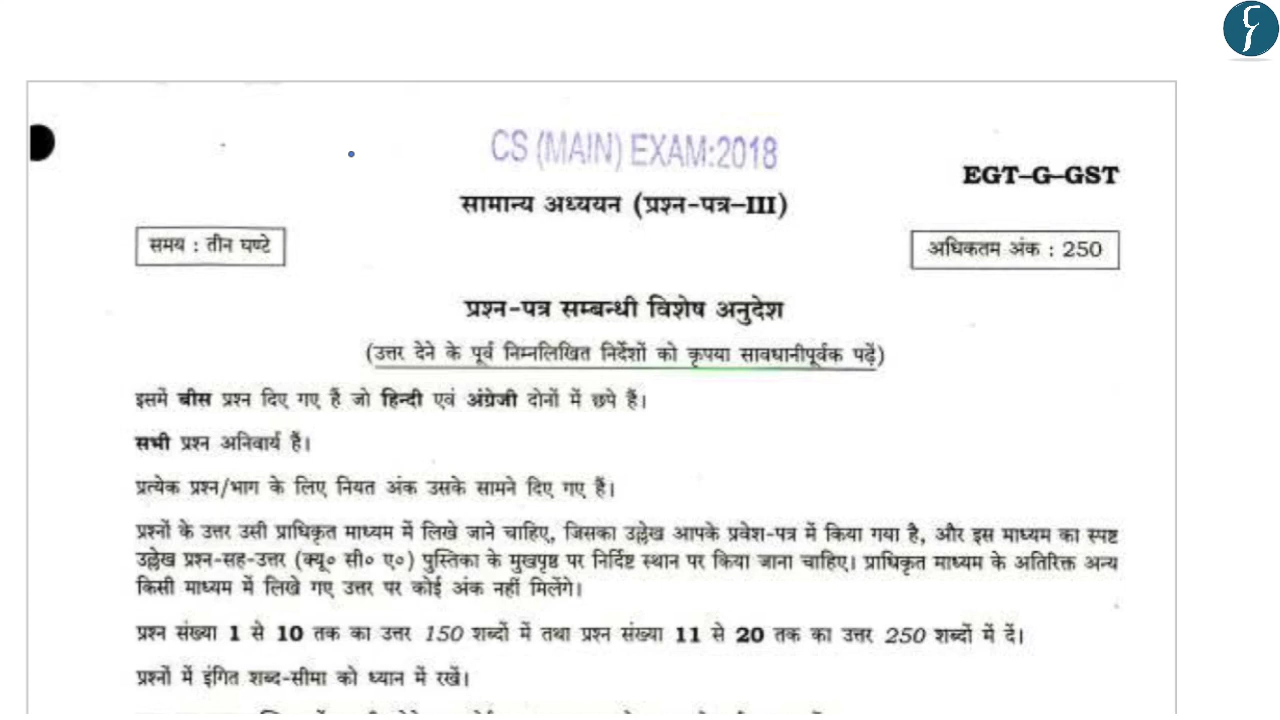 CS (MAIN) EXAM:2018
EGT–G–GST
सामान्य अध्ययन (प्रश्न-पत्र–III)
समय : तीन घण्टे
अधिकतम अंक : 250
प्रश्न-पत्र सम्बन्धी विशेष अनुदेश
(उत्तर देने के पूर्व निम्नलिखित निर्देशों को कृपया सावधानीपूर्वक पढ़ें)
इसमें बीस प्रश्न दिए गए हैं जो हिन्दी एवं अंग्रेजी दोनों में छपे हैं।
सभी प्रश्न अनिवार्य हैं।
प्रत्येक प्रश्न/भाग के लिए नियत अंक उसके सामने दिए गए हैं।
प्रश्नों के उत्तर उसी प्राधिकृत माध्यम में लिखे जाने चाहिए, जिसका उल्लेख आपके प्रवेश-पत्र में किया गया है, और इस माध्यम का स्पष्ट
उल्लेख प्रश्न-सह-उत्तर (क्यू० सी० ए०) पुस्तिका के मुखपृष्ठ पर निर्दिष्ट स्थान पर किया जाना चाहिए। प्राधिकृत माध्यम के अतिरिक्त अन्य
किसी माध्यम में लिखे गए उत्तर पर कोई अंक नहीं मिलेंगे।
प्रश्न संख्या 1 से 10 तक का उत्तर 150 शब्दों में तथा प्रश्न संख्या 11 से 20 तक का उत्तर 250 शब्दों में दें।
प्रश्नों में इंगित शब्द-सीमा को ध्यान में रखें।